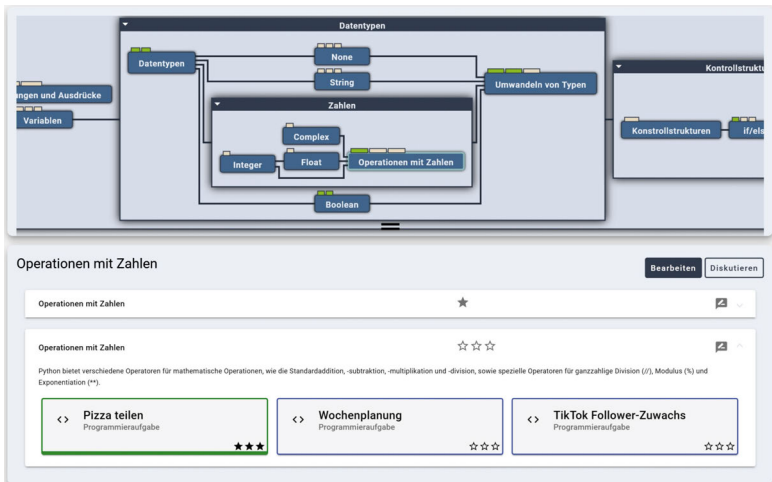 Datentypen
Datentypen
None
String
Umwandeln von Typen
Kontrollstruktu
ungen und Ausdrücke
Variablen
Zahlen
Complex
Konstrollstrukturen
if/els
Integer
Float
Operationen mit Zahlen
Boolean
Operationen mit Zahlen
Bearbeiten
Diskutieren
Operationen mit Zahlen
Operationen mit Zahlen
Python bietet verschiedene Operatoren für mathematische Operationen, wie die Standardaddition, -subtraktion, -multiplikation und -division, sowie spezielle Operatoren für ganzzahlige Division (//), Modulus (%) und
Exponentiation (**).
<> Pizza teilen
Programmieraufgabe
<> Wochenplanung
Programmieraufgabe
<> TikTok Follower-Zuwachs
Programmieraufgabe